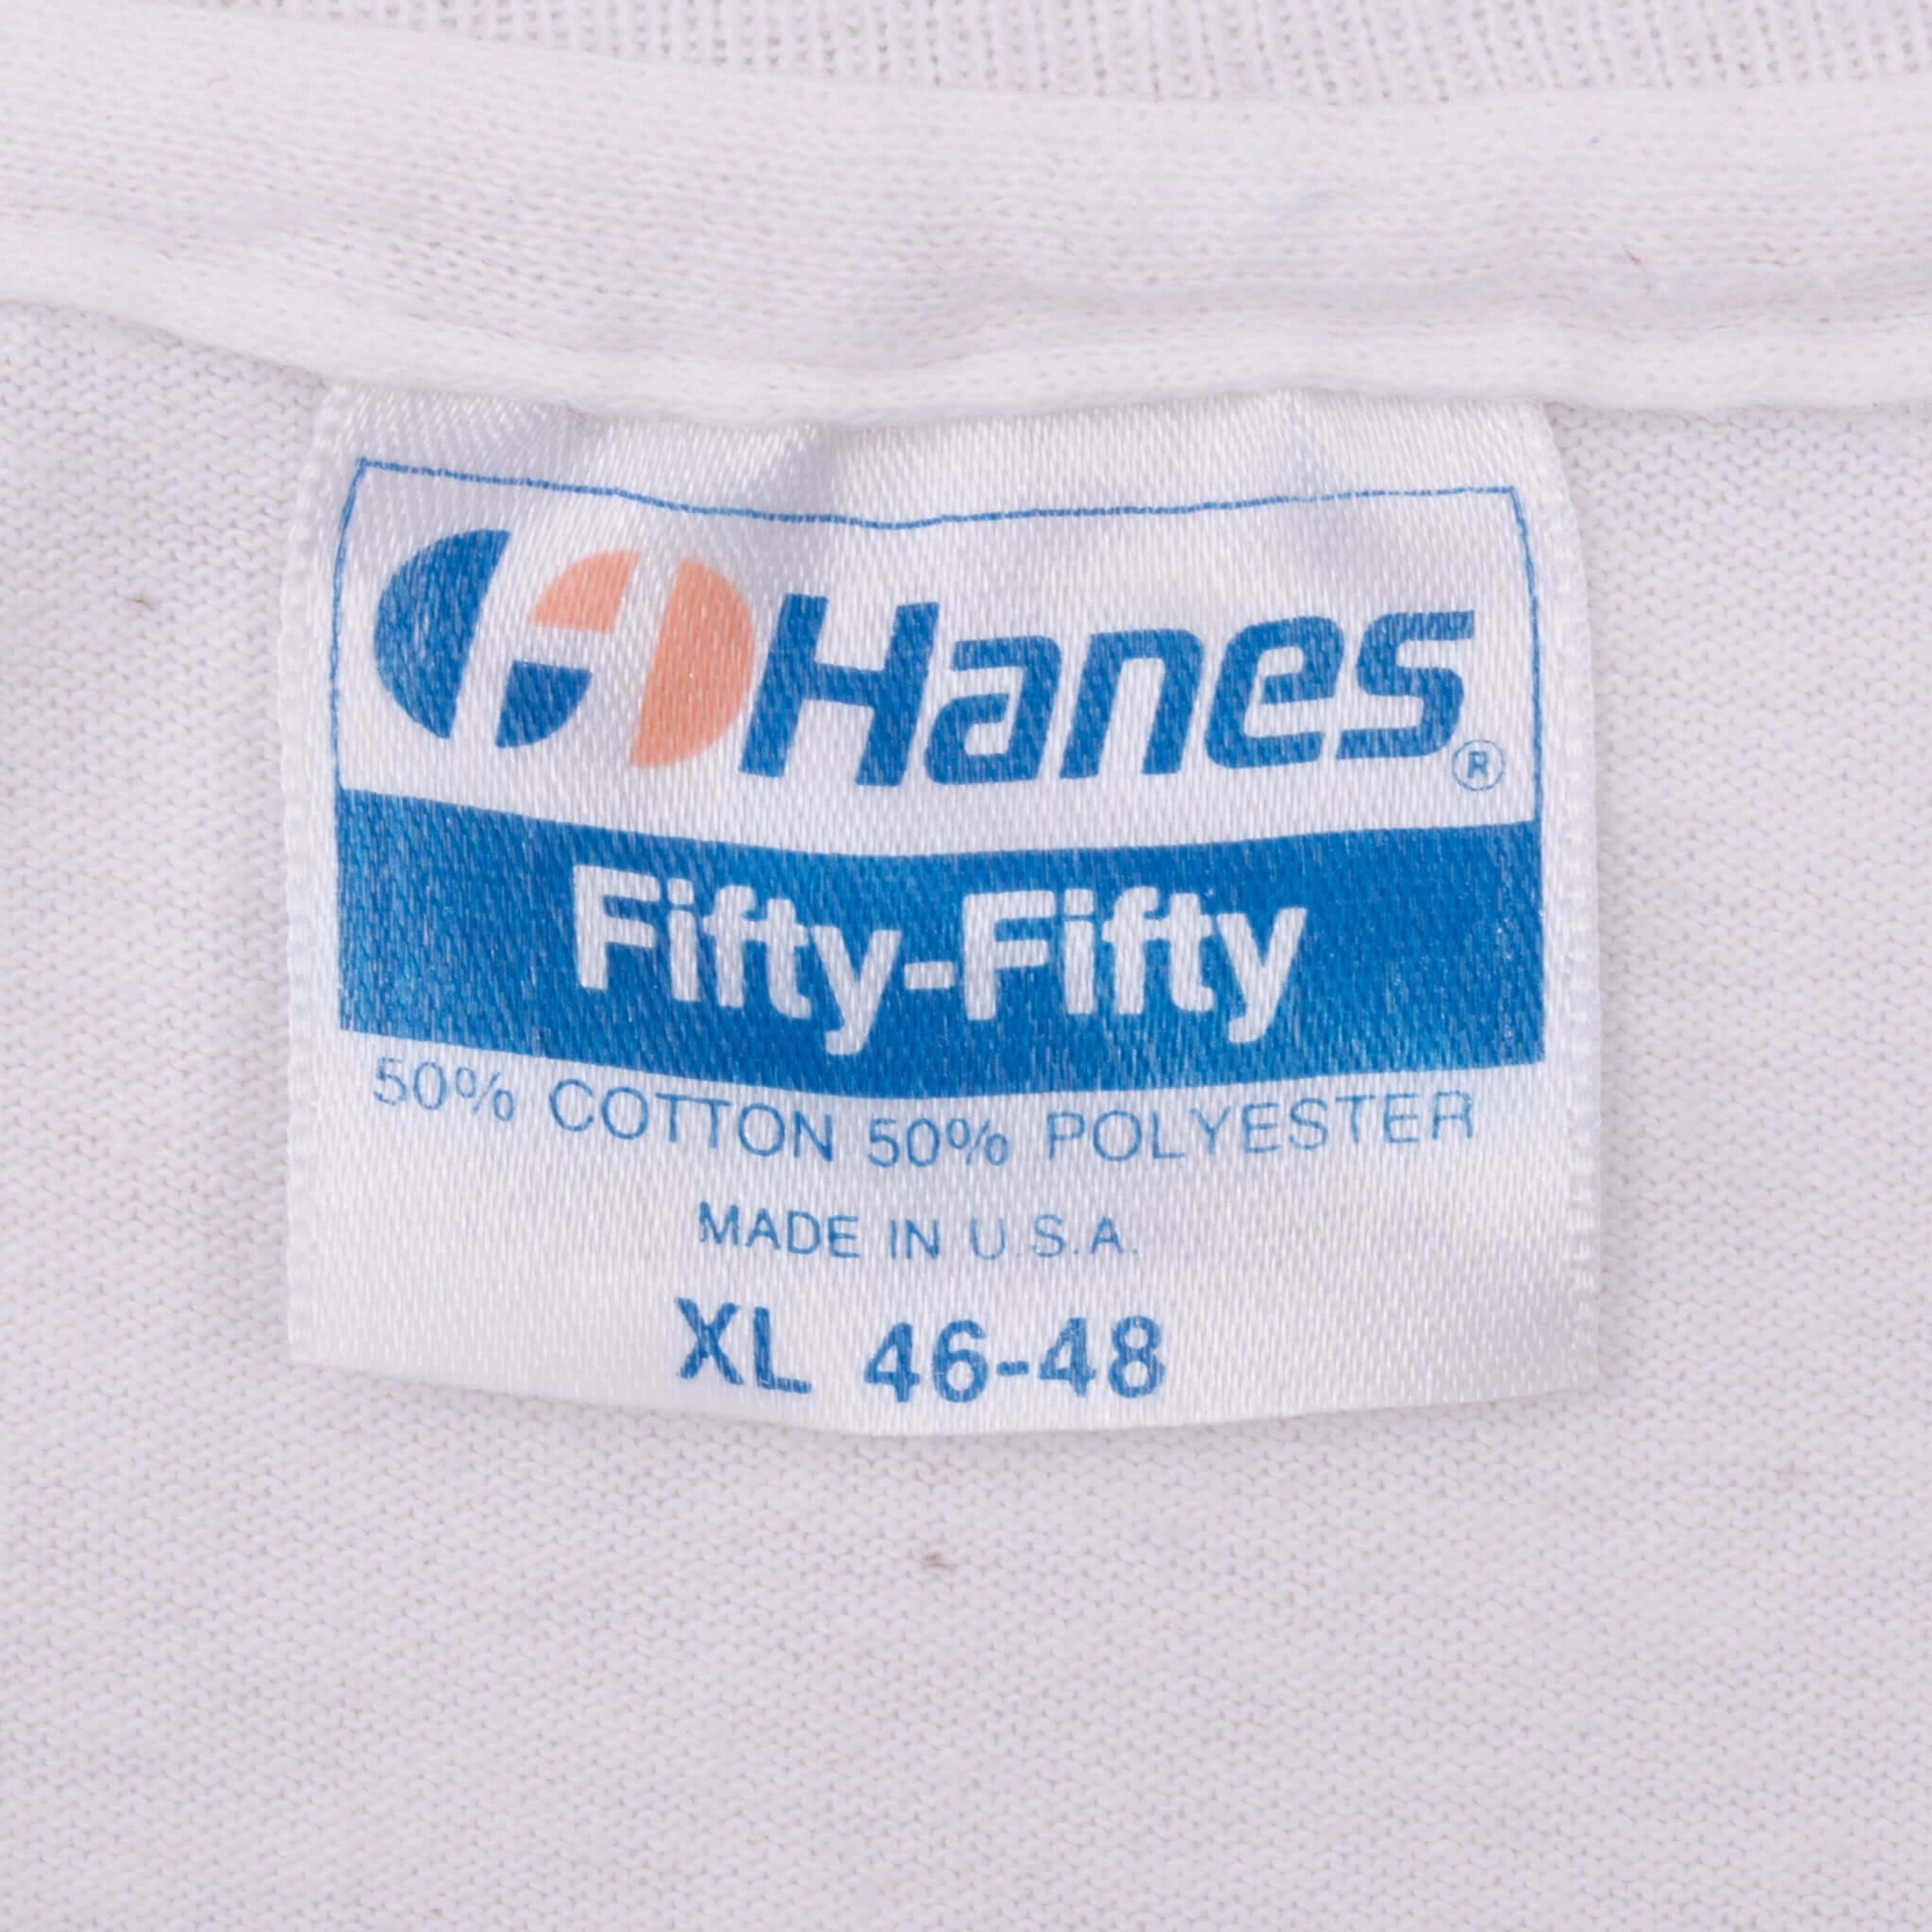 Hanes®
Fifty-Fifty
50% COTTON 50% POLYESTER
MADE IN U.S.A.
XL 46-48